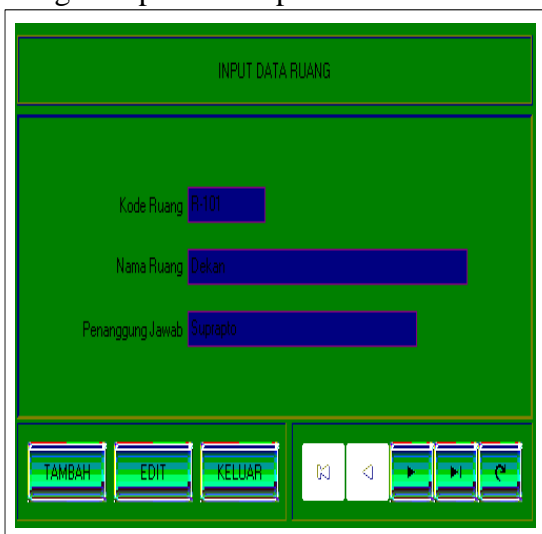 INPUT DATA RUANG
Kode Ruang R-101
Nama Ruang Dekan
Penanggung Jawab Suprapto
TAMBAH EDIT KELUAR